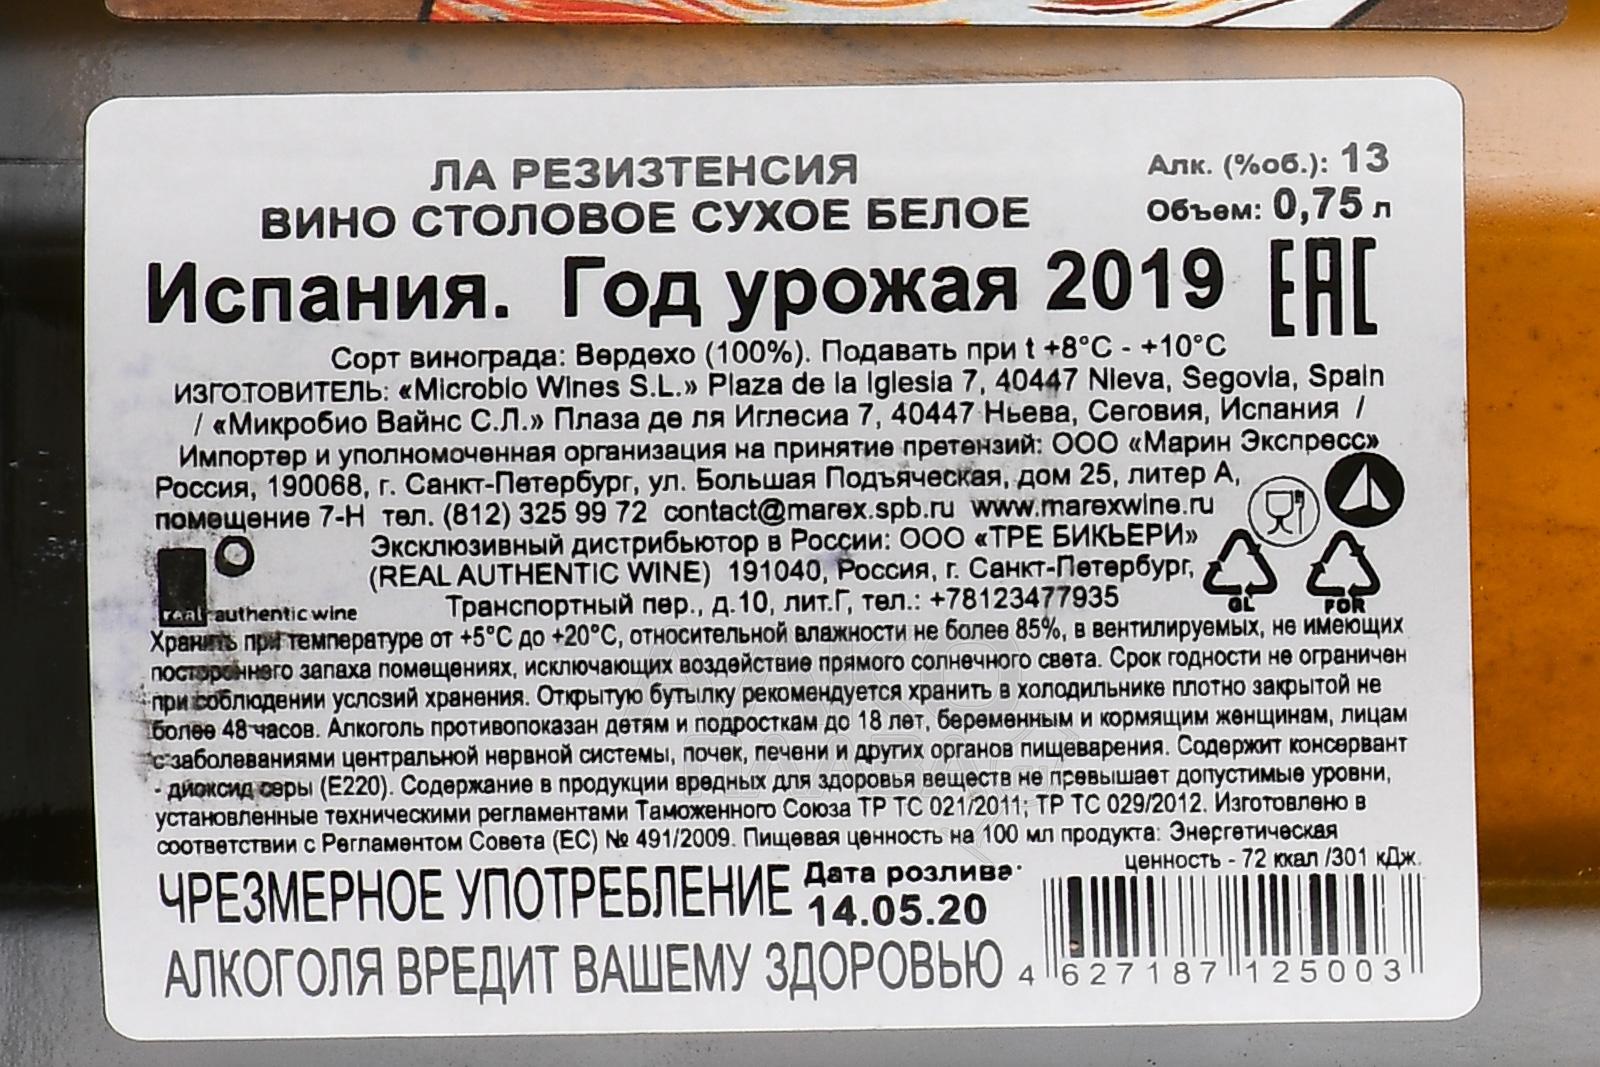 ЛА РЕЗИЗТЕНСИЯ
ВИНО СТОЛОВОЕ СУХОЕ БЕЛОЕ
Алк. (%об.): 13
Объем: 0,75 л
Испания. Год урожая 2019
EAC
Сорт винограда: Вердехо (100%). Подавать при t +8°C - +10°C
ИЗГОТОВИТЕЛЬ: «Microbio Wines S.L.» Plaza de la Iglesia 7, 40447 Nieva, Segovia, Spain
/ «Микробио Вайнс С.Л.» Плаза де ля Иглесиа 7, 40447 Ньева, Сеговия, Испания /
Импортер и уполномоченная организация на принятие претензий: ООО «Марин Экспресс»
Россия, 190068, г. Санкт-Петербург, ул. Большая Подъяческая, дом 25, литер А,
помещение 7-Н тел. (812) 325 99 72 contact@marex.spb.ru www.marexwine.ru
Эксклюзивный дистрибьютор в России: ООО «ТРЕ БИКЬЕРИ»
(REAL AUTHENTIC WINE) 191040, Россия, г. Санкт-Петербург,
Транспортный пер., д.10, лит.Г, тел.: +78123477935
real authentic wine
GL FOR
Хранить при температуре от +5°C до +20°C, относительной влажности не более 85%, в вентилируемых, не имеющих
постороннего запаха помещениях, исключающих воздействие прямого солнечного света. Срок годности не ограничен
при соблюдении условий хранения. Открытую бутылку рекомендуется хранить в холодильнике плотно закрытой не
более 48 часов. Алкоголь противопоказан детям и подросткам до 18 лет, беременным и кормящим женщинам, лицам
с заболеваниями центральной нервной системы, почек, печени и других органов пищеварения. Содержит консервант
- диоксид серы (Е220). Содержание в продукции вредных для здоровья веществ не превышает допустимые уровни,
установленные техническими регламентами Таможенного Союза ТР ТС 021/2011; ТР ТС 029/2012. Изготовлено в
соответствии с Регламентом Совета (ЕС) № 491/2009. Пищевая ценность на 100 мл продукта: Энергетическая
ценность - 72 ккал /301 кДж.
ЧРЕЗМЕРНОЕ УПОТРЕБЛЕНИЕ
АЛКОГОЛЯ ВРЕДИТ ВАШЕМУ ЗДОРОВЬЮ
Дата розлива:
14.05.20
4 627187 125003